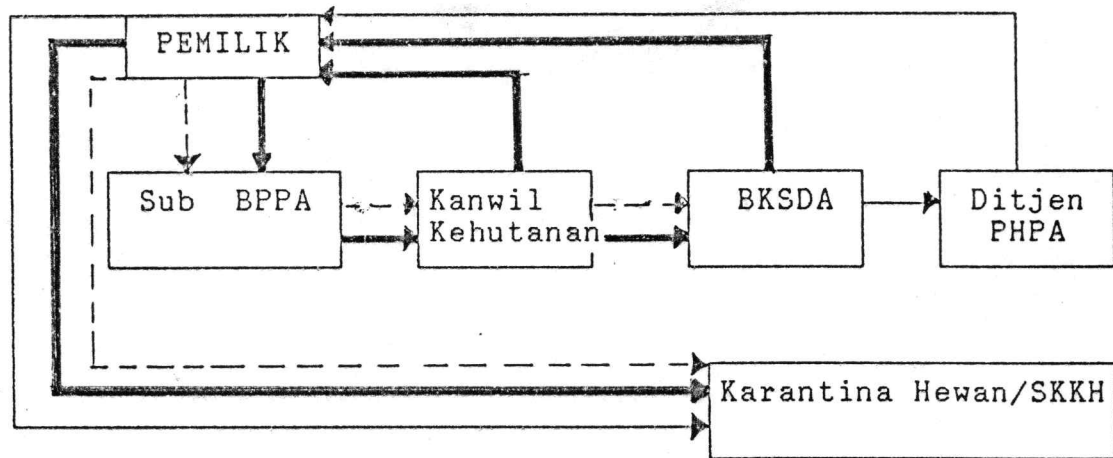 PEMILIK
Sub BPPA
Kanwil
Kehutanan
BKSDA
Ditjen
PHPA
Karantina Hewan/SKKH